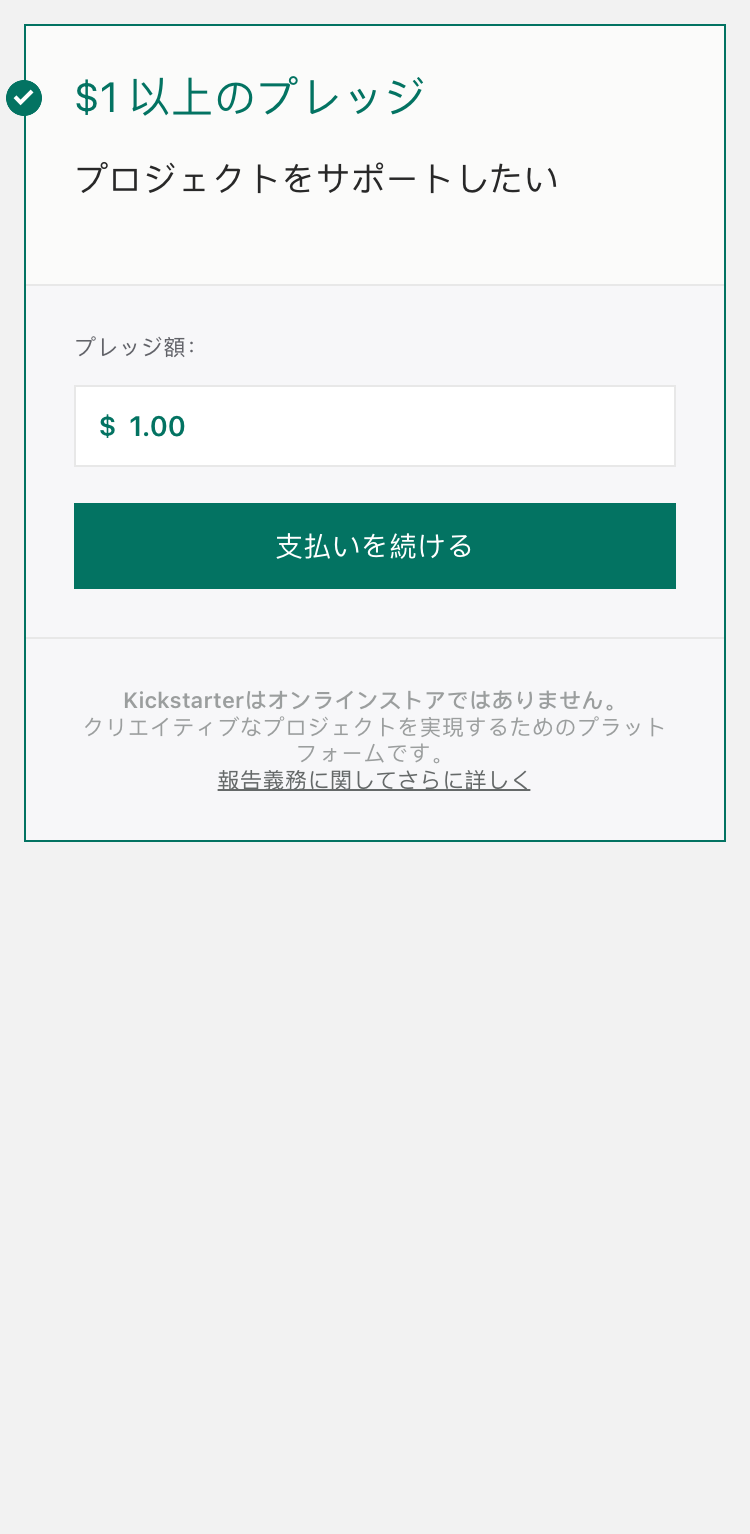 $1 以上のプレッジ
プロジェクトをサポートしたい
プレッジ額:
$ 1.00
支払いを続ける
Kickstarterはオンラインストアではありません。
クリエイティブなプロジェクトを実現するためのプラット
フォームです。
報告義務に関してさらに詳しく